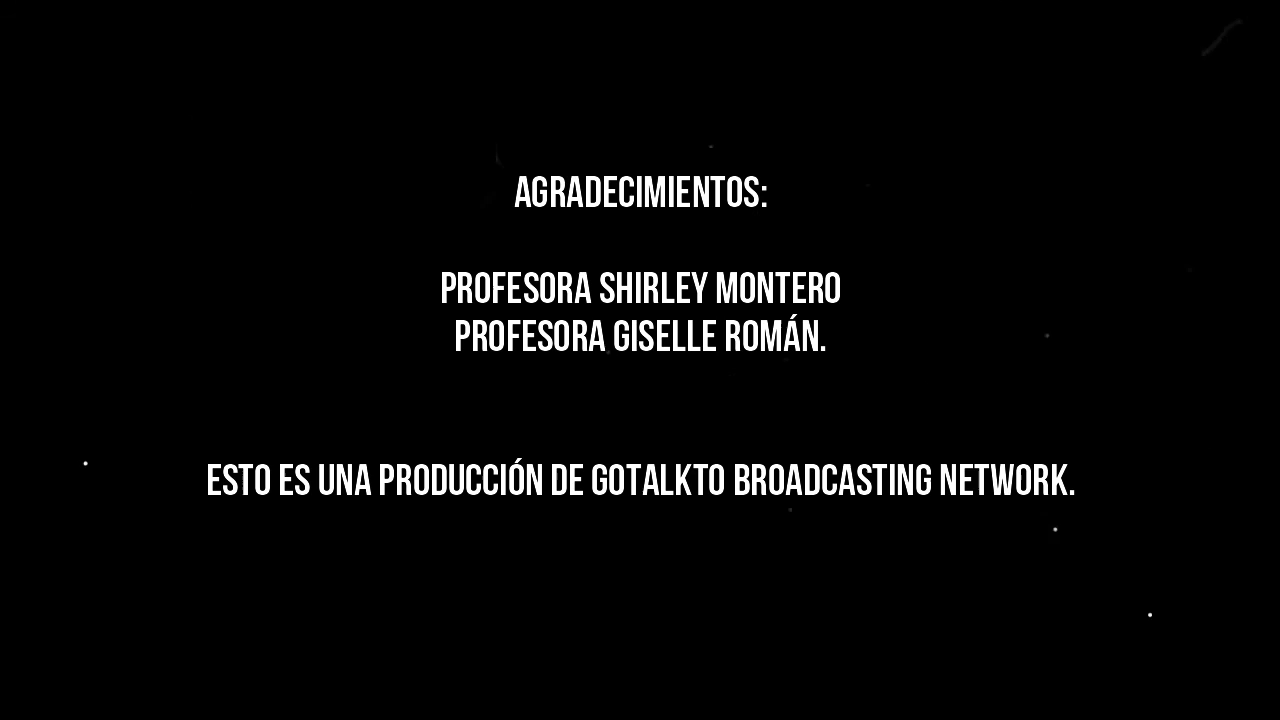 AGRADECIMIENTOS:
PROFESORA SHIRLEY MONTERO
PROFESORA GISELLE ROMÁN.
ESTO ES UNA PRODUCCIÓN DE GOTALKTO BROADCASTING NETWORK.